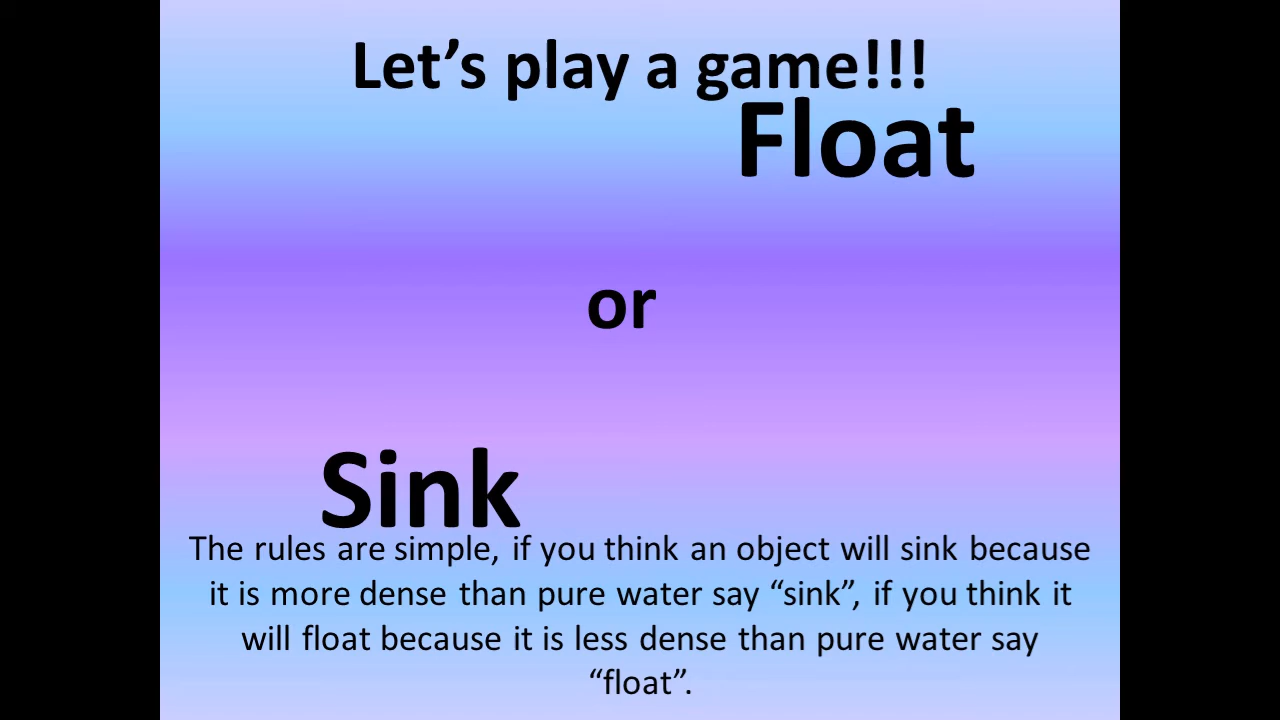 Let’s play a game!!!
Float
or
Sink
The rules are simple, if you think an object will sink because
it is more dense than pure water say “sink”, if you think it
will float because it is less dense than pure water say
“float”.